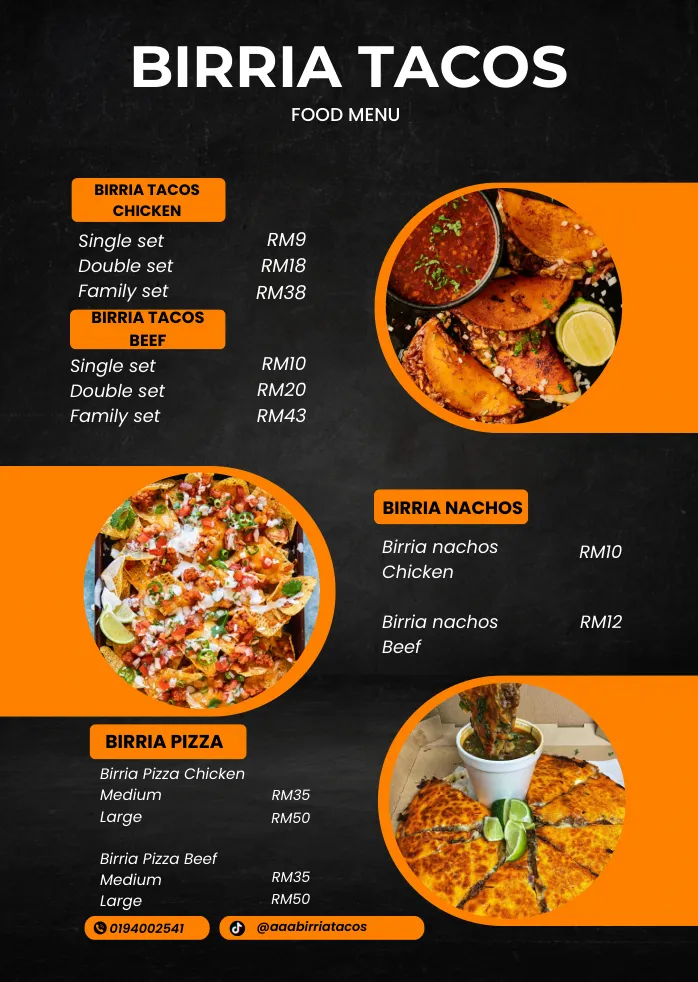 BIRRIA TACOS
FOOD MENU
BIRRIA TACOS
CHICKEN
Single set RM9
Double set RM18
Family set RM38
BIRRIA TACOS
BEEF
Single set RM10
Double set RM20
Family set RM43
BIRRIA NACHOS
Birria nachos RM10
Chicken
Birria nachos RM12
Beef
BIRRIA PIZZA
Birria Pizza Chicken
Medium RM35
Large RM50
Birria Pizza Beef
Medium RM35
Large RM50
0194002541 @aaabirriatacos